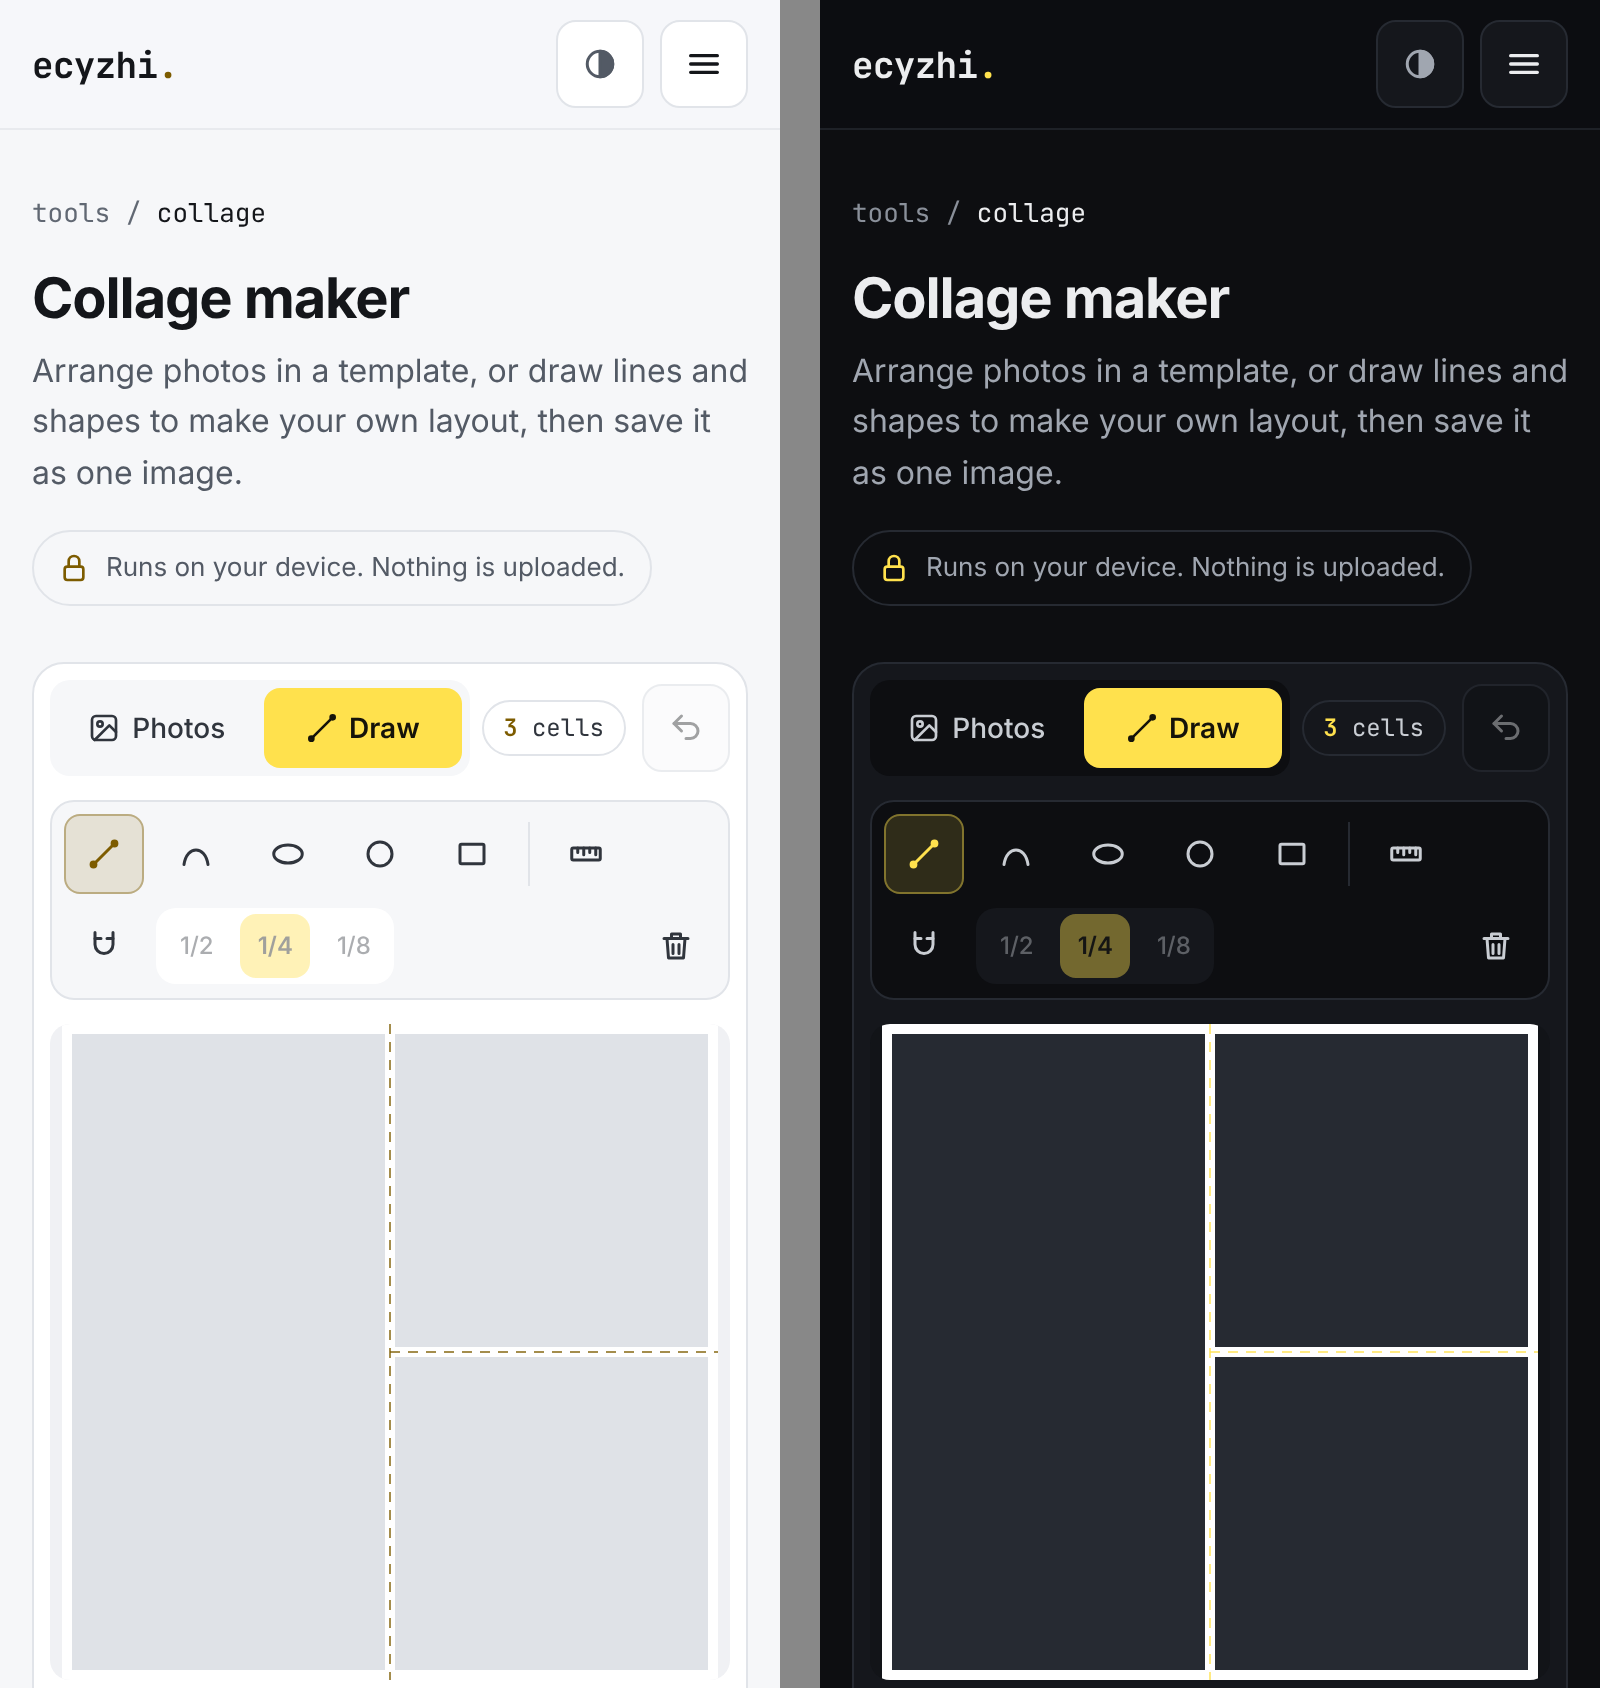 ecyzhi.
tools / collage
Collage maker
Arrange photos in a template, or draw lines and
shapes to make your own layout, then save it
as one image.
Runs on your device. Nothing is uploaded.
Photos Draw 3 cells
1/2 1/4 1/8
ecyzhi.
tools / collage
Collage maker
Arrange photos in a template, or draw lines and
shapes to make your own layout, then save it
as one image.
Runs on your device. Nothing is uploaded.
Photos Draw 3 cells
1/2 1/4 1/8